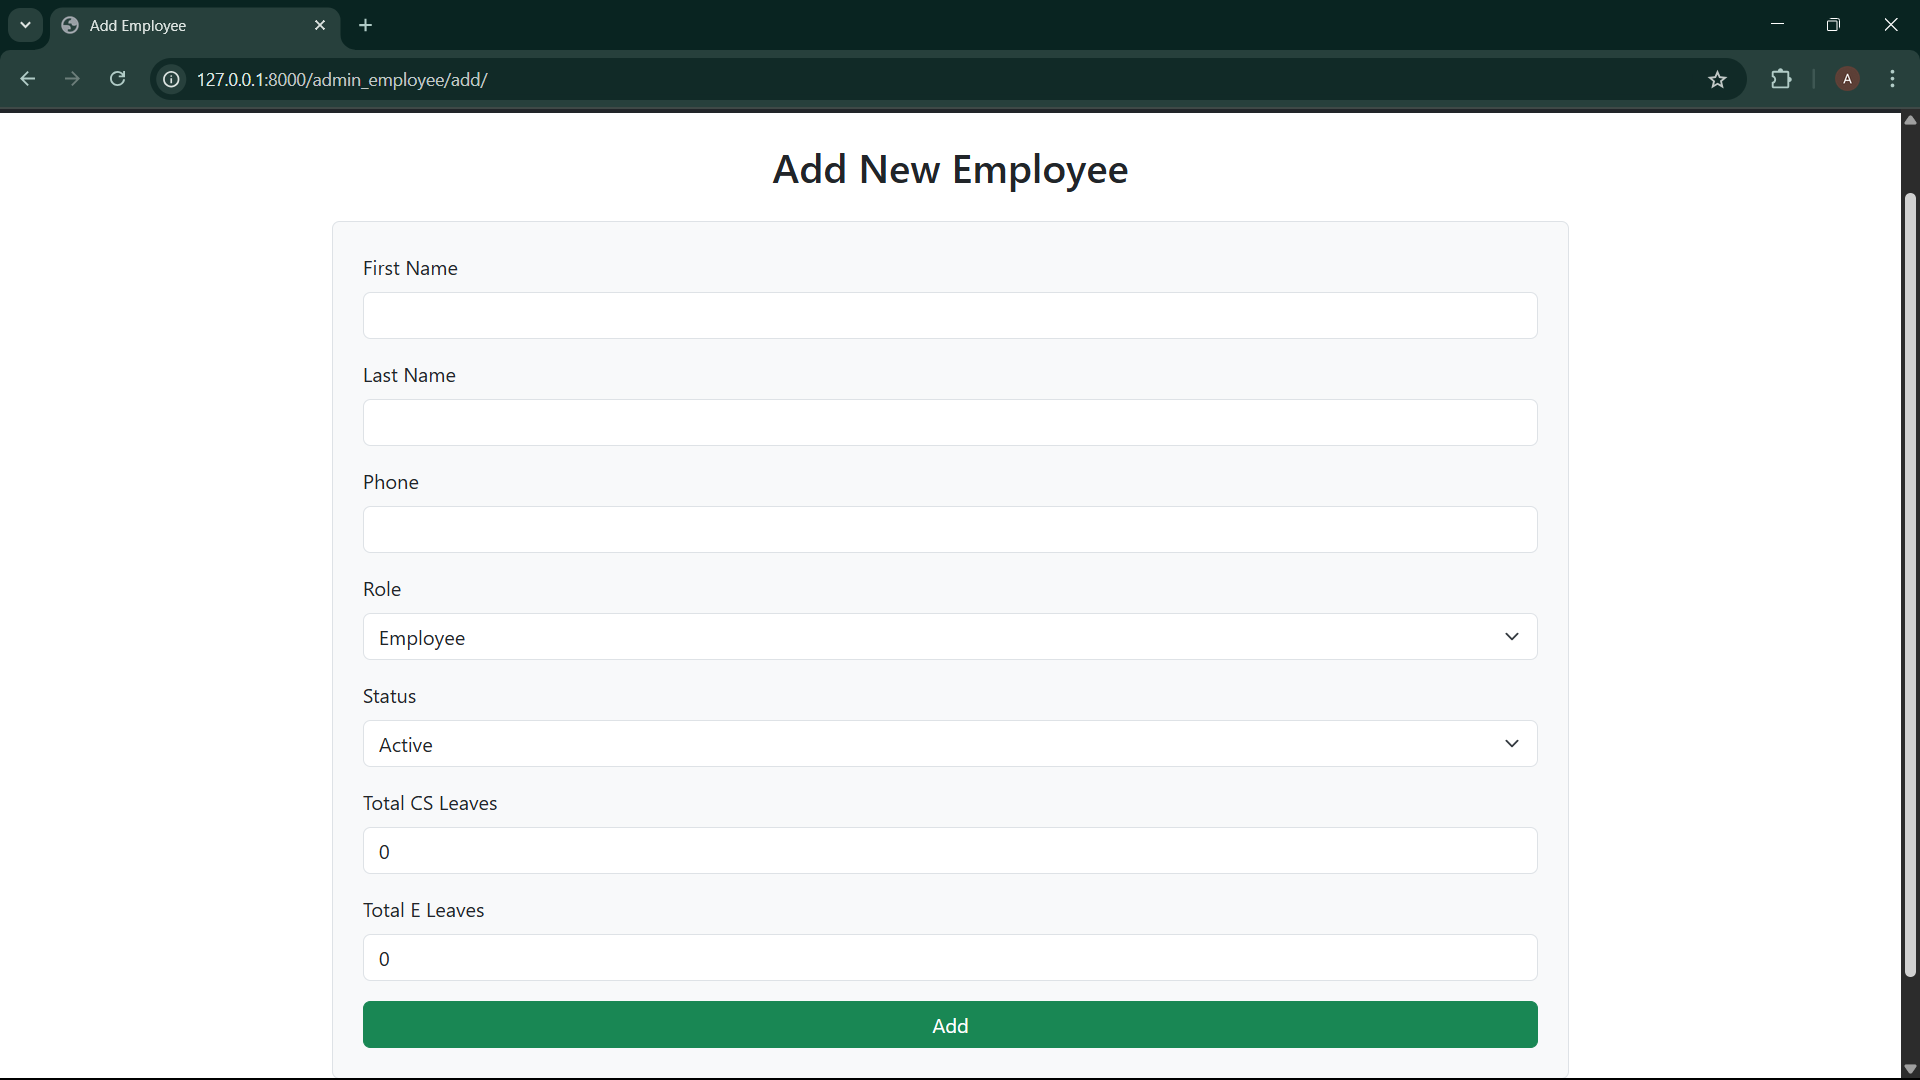 Add Employee
127.0.0.1:8000/admin_employee/add/
A
Add New Employee
First Name
Last Name
Phone
Role
Employee
Status
Active
Total CS Leaves
0
Total E Leaves
0
Add